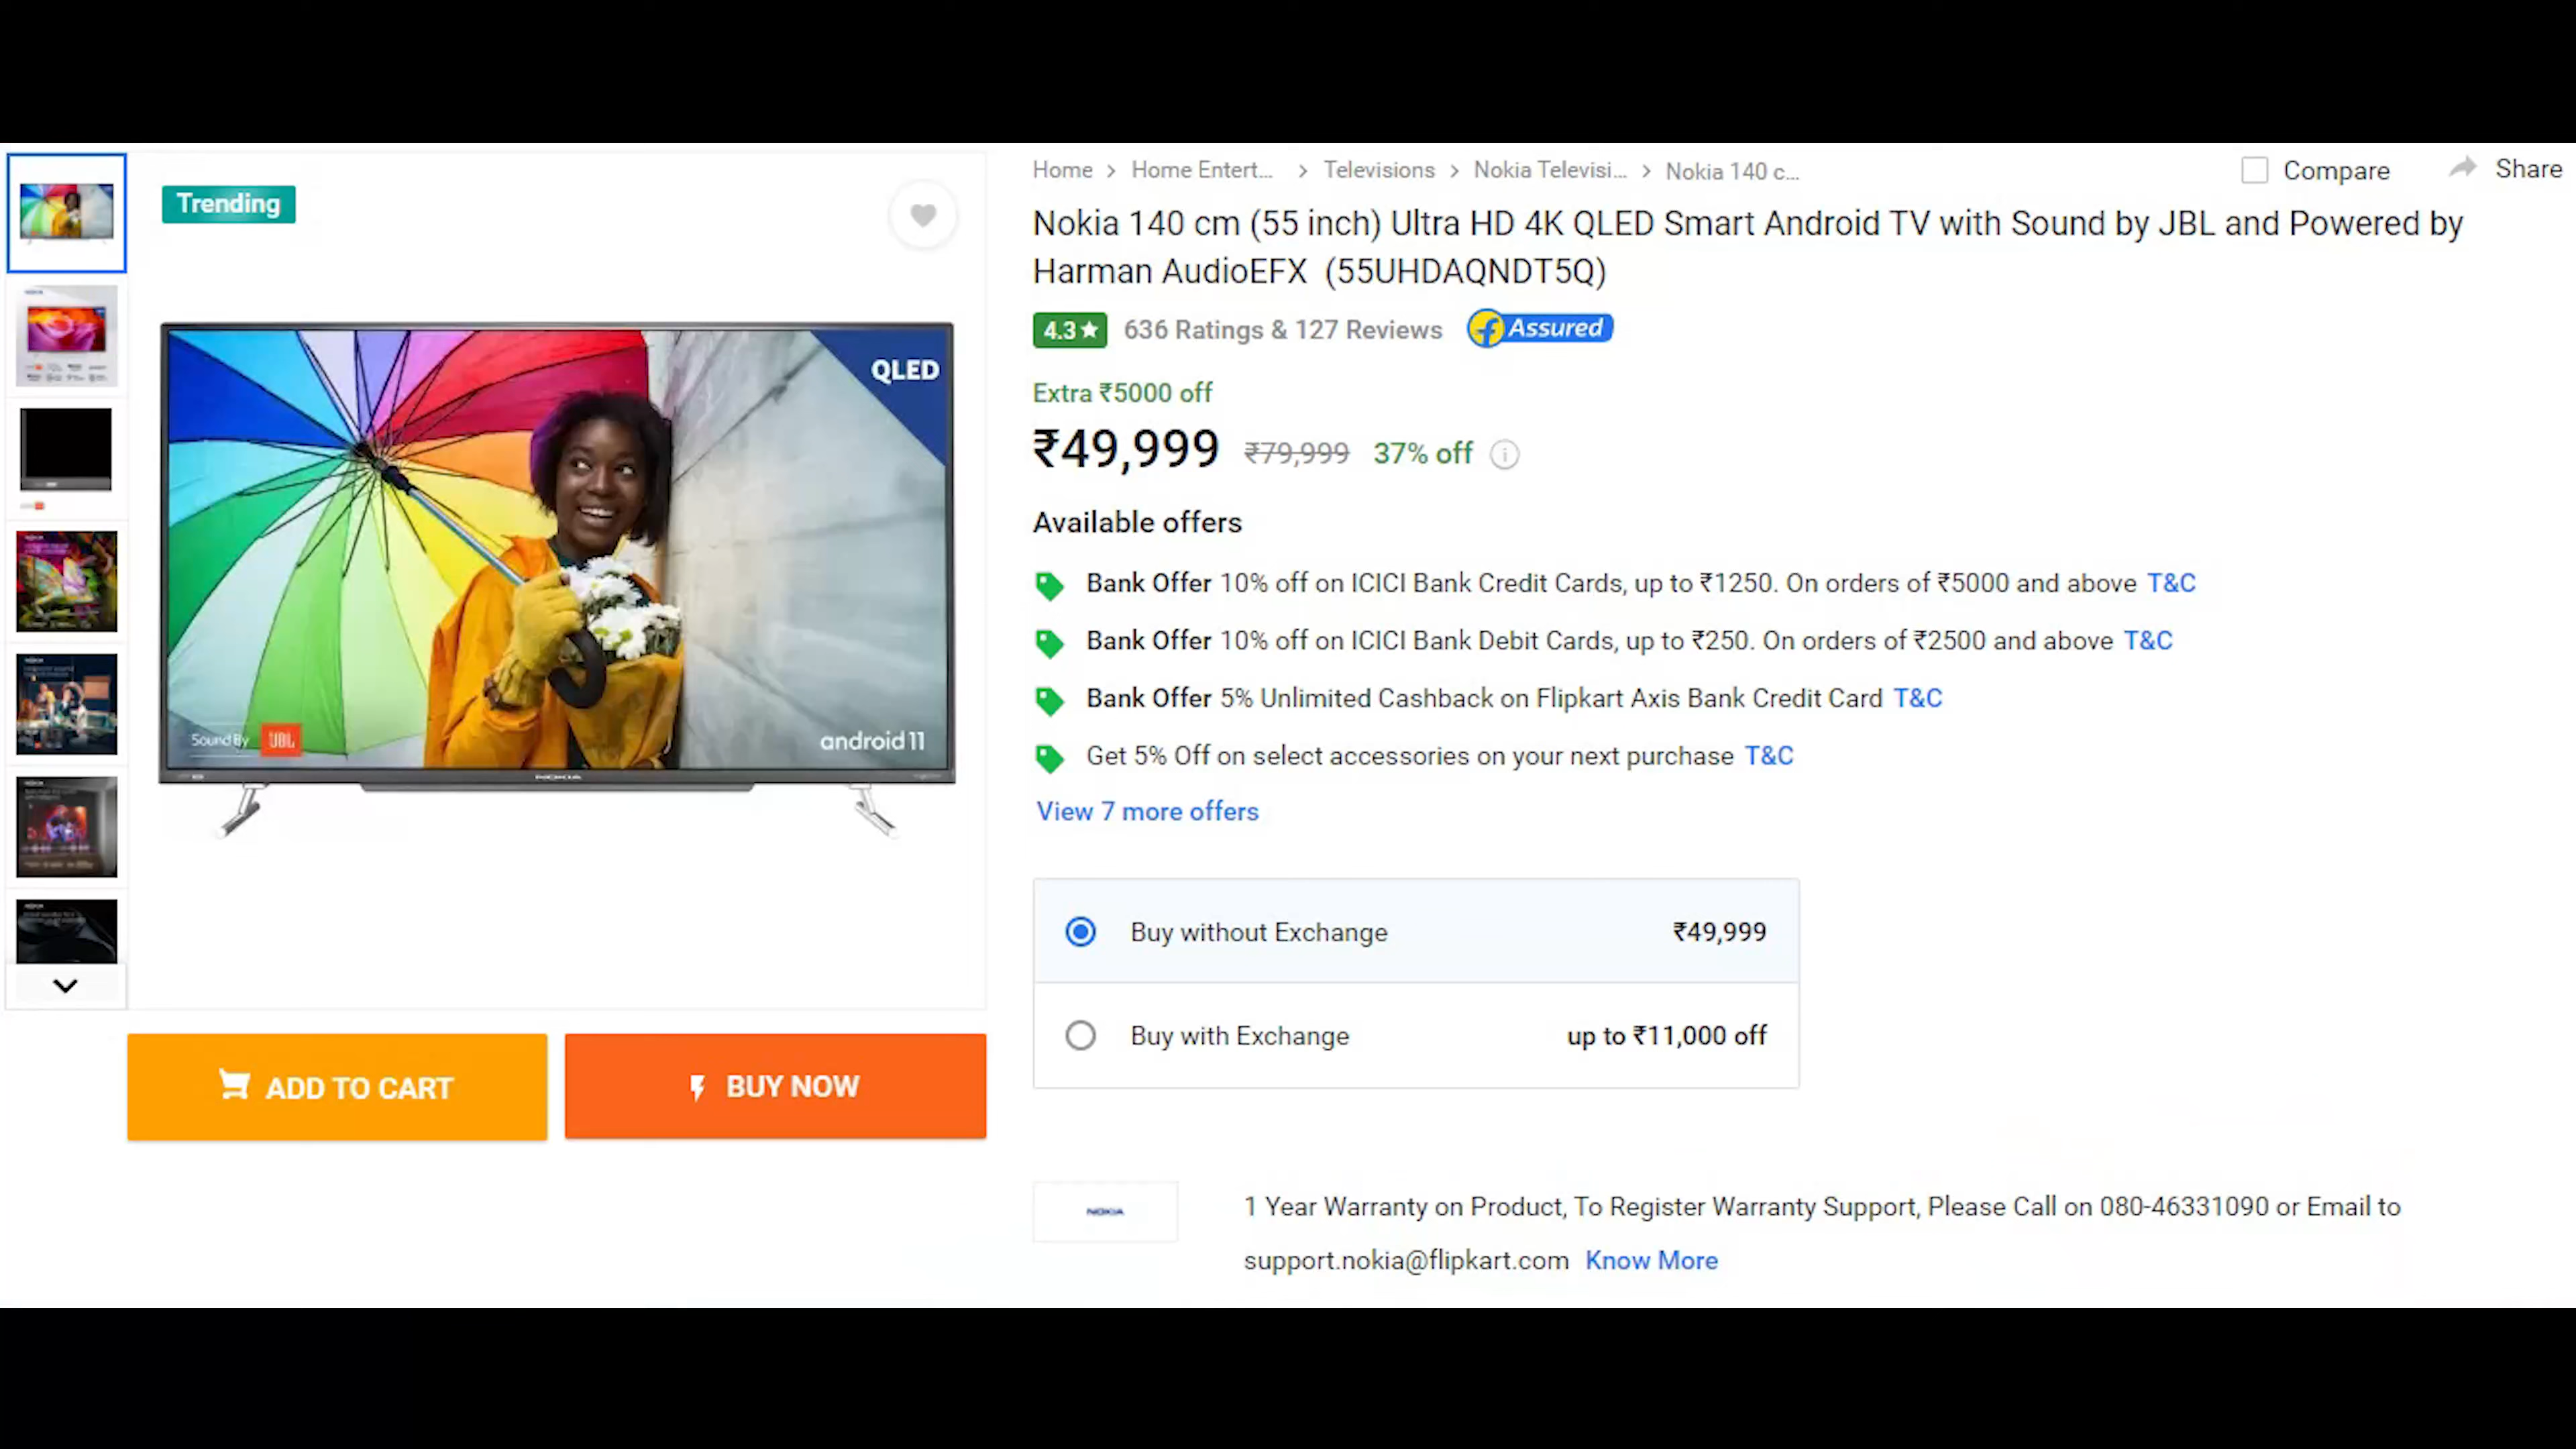 Home > Home Entert... > Televisions > Nokia Televisi... > Nokia 140 c...
Compare
Share
Trending
Nokia 140 cm (55 inch) Ultra HD 4K QLED Smart Android TV with Sound by JBL and Powered by
Harman AudioEFX (55UHDAQNDT5Q)
4.3★ 636 Ratings & 127 Reviews
Assured
Extra ₹5000 off
₹49,999 ₹79,999 37% off
QLED
Sound By JBL
android 11
NOKIA
Available offers
Bank Offer 10% off on ICICI Bank Credit Cards, up to ₹1250. On orders of ₹5000 and above T&C
Bank Offer 10% off on ICICI Bank Debit Cards, up to ₹250. On orders of ₹2500 and above T&C
Bank Offer 5% Unlimited Cashback on Flipkart Axis Bank Credit Card T&C
Get 5% Off on select accessories on your next purchase T&C
View 7 more offers
Buy without Exchange ₹49,999
Buy with Exchange up to ₹11,000 off
ADD TO CART
BUY NOW
NOKIA
1 Year Warranty on Product, To Register Warranty Support, Please Call on 080-46331090 or Email to
support.nokia@flipkart.com Know More